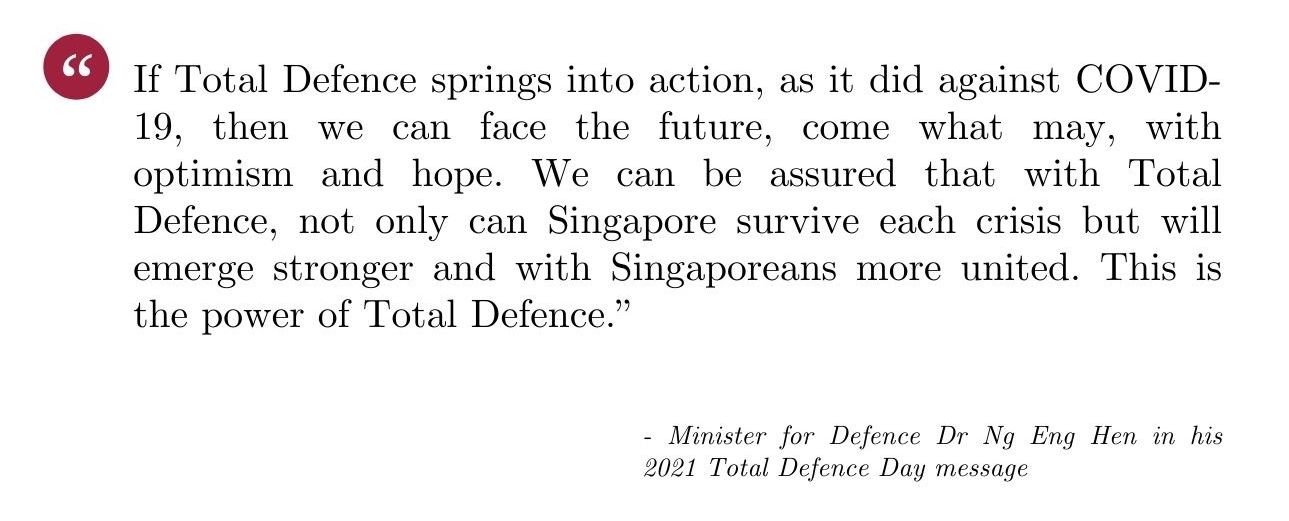 “
If Total Defence springs into action, as it did against COVID-
19, then we can face the future, come what may, with
optimism and hope. We can be assured that with Total
Defence, not only can Singapore survive each crisis but will
emerge stronger and with Singaporeans more united. This is
the power of Total Defence.”
- Minister for Defence Dr Ng Eng Hen in his
2021 Total Defence Day message